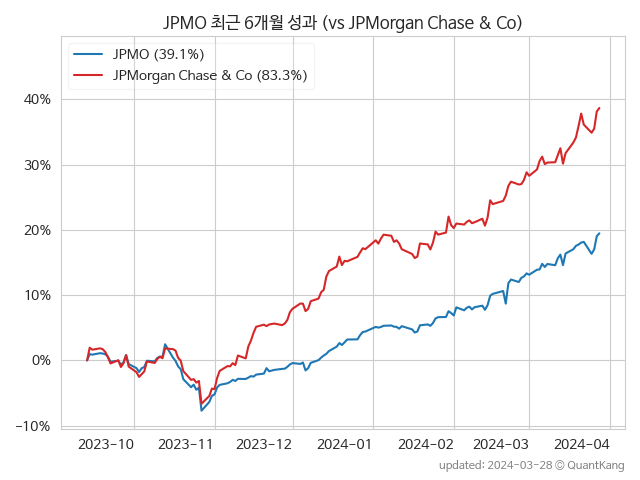 JPMO 최근 6개월 성과 (vs JPMorgan Chase & Co)
JPMO (39.1%)
JPMorgan Chase & Co (83.3%)
40%
30%
20%
10%
0%
−10%
2023-10 2023-11 2023-12 2024-01 2024-02 2024-03 2024-04
updated: 2024-03-28 © QuantKang